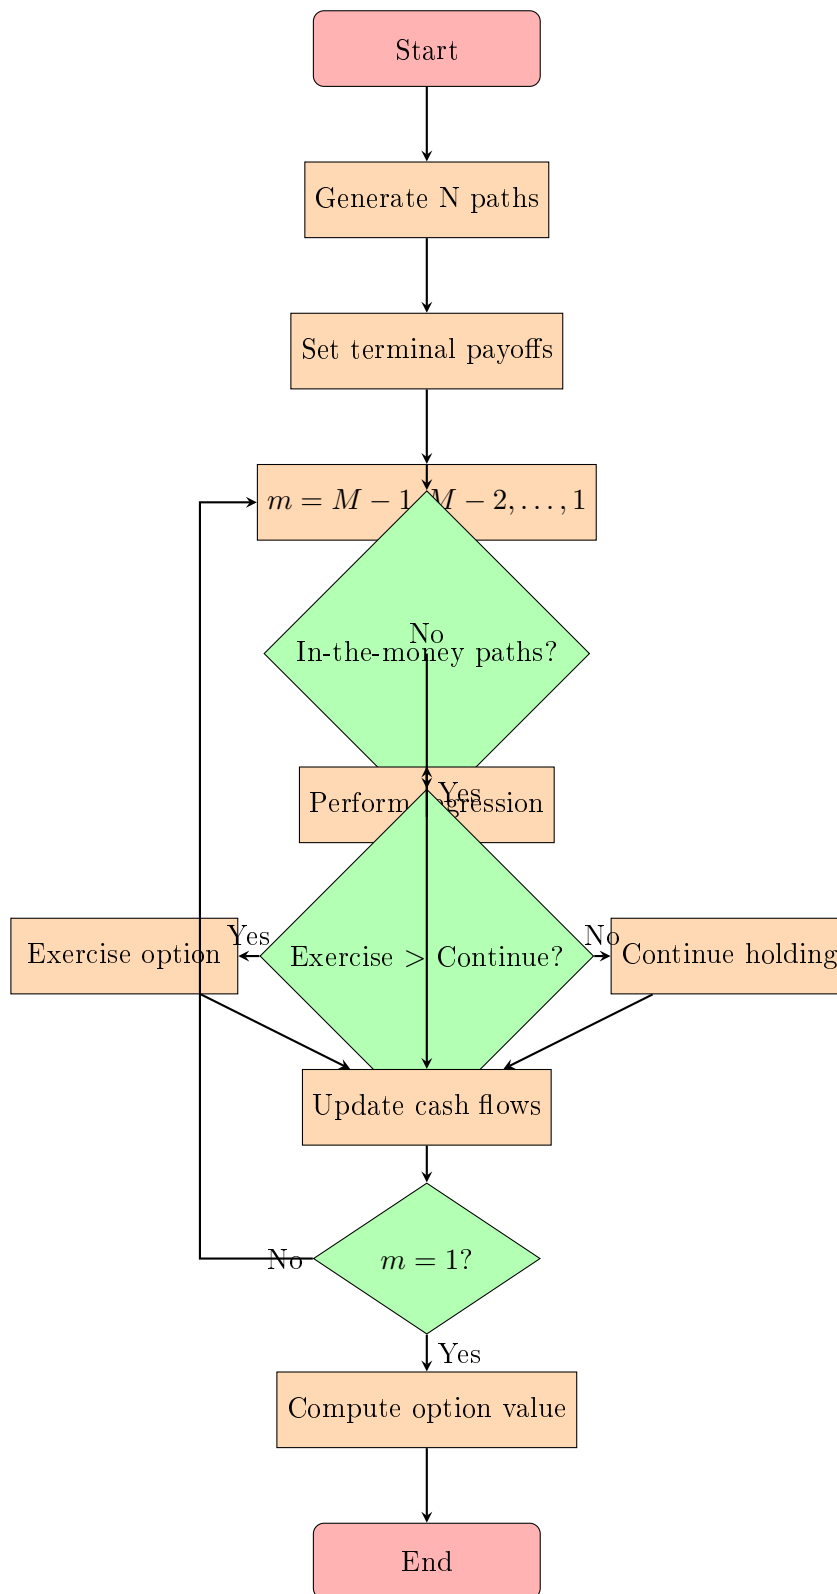 Start
Generate N paths
Set terminal payoffs
m = M − 1, M − 2, . . . , 1
No
In-the-money paths?
Yes
Perform regression
Yes
No
Exercise option
Exercise > Continue?
Continue holding
Update cash flows
No
m = 1?
Yes
Compute option value
End